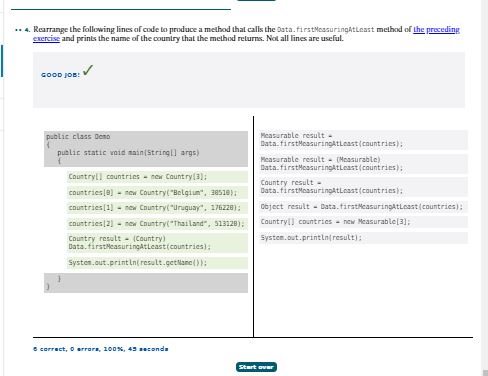 •• 4. Rearrange the following lines of code to produce a method that calls the Data.firstMeasuringAtLeast method of the preceding
exercise and prints the name of the country that the method returns. Not all lines are useful.
GOOD JOB! ✓
public class Demo
{
public static void main(String[] args)
{
Country[] countries = new Country[3];
countries[0] = new Country("Belgium", 30510);
countries[1] = new Country("Uruguay", 176220);
countries[2] = new Country("Thailand", 513120);
Country result = (Country)
Data.firstMeasuringAtLeast(countries);
System.out.println(result.getName());
}
}
Measurable result =
Data.firstMeasuringAtLeast(countries);
Measurable result = (Measurable)
Data.firstMeasuringAtLeast(countries);
Country result =
Data.firstMeasuringAtLeast(countries);
Object result = Data.firstMeasuringAtLeast(countries);
Country[] countries = new Measurable[3];
System.out.println(result);
6 correct, 0 errors, 100%, 45 seconds
Start over